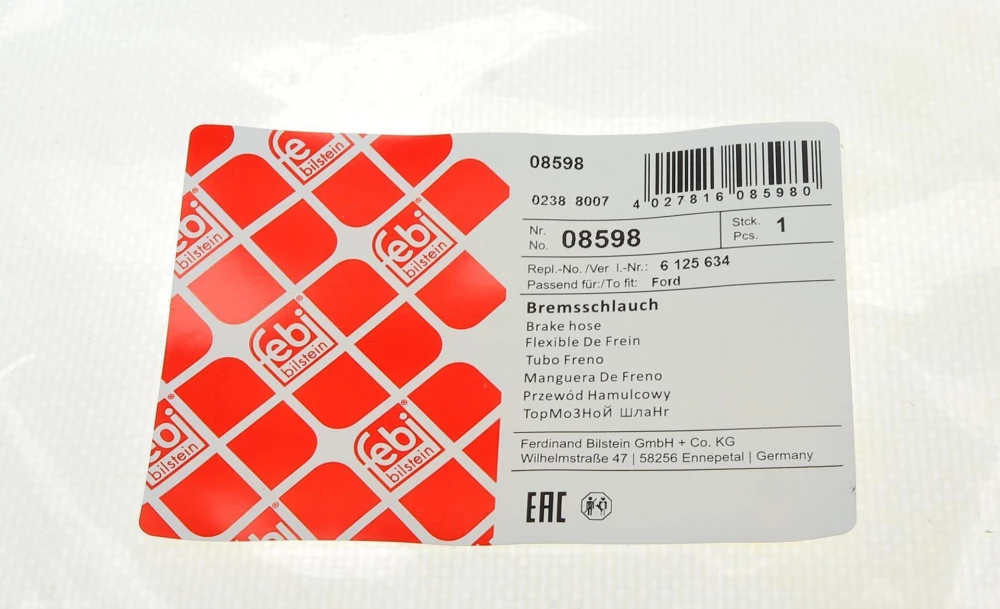 febi
bilstein
febi
bilstein
febi
bilstein
febi
bilstein
febi
bilstein
febi
08598
0238 8007
4 027816 085980
Nr.
No. 08598
Stck.
Pcs. 1
Repl.-No./Ver l.-Nr.: 6 125 634
Passend für:/To fit: Ford
Bremsschlauch
Brake hose
Flexible De Frein
Tubo Freno
Manguera De Freno
Przewód Hamulcowy
ТорМоЗНоЙ ШлаНг
Ferdinand Bilstein GmbH + Co. KG
Wilhelmstraße 47 | 58256 Ennepetal | Germany
EAC